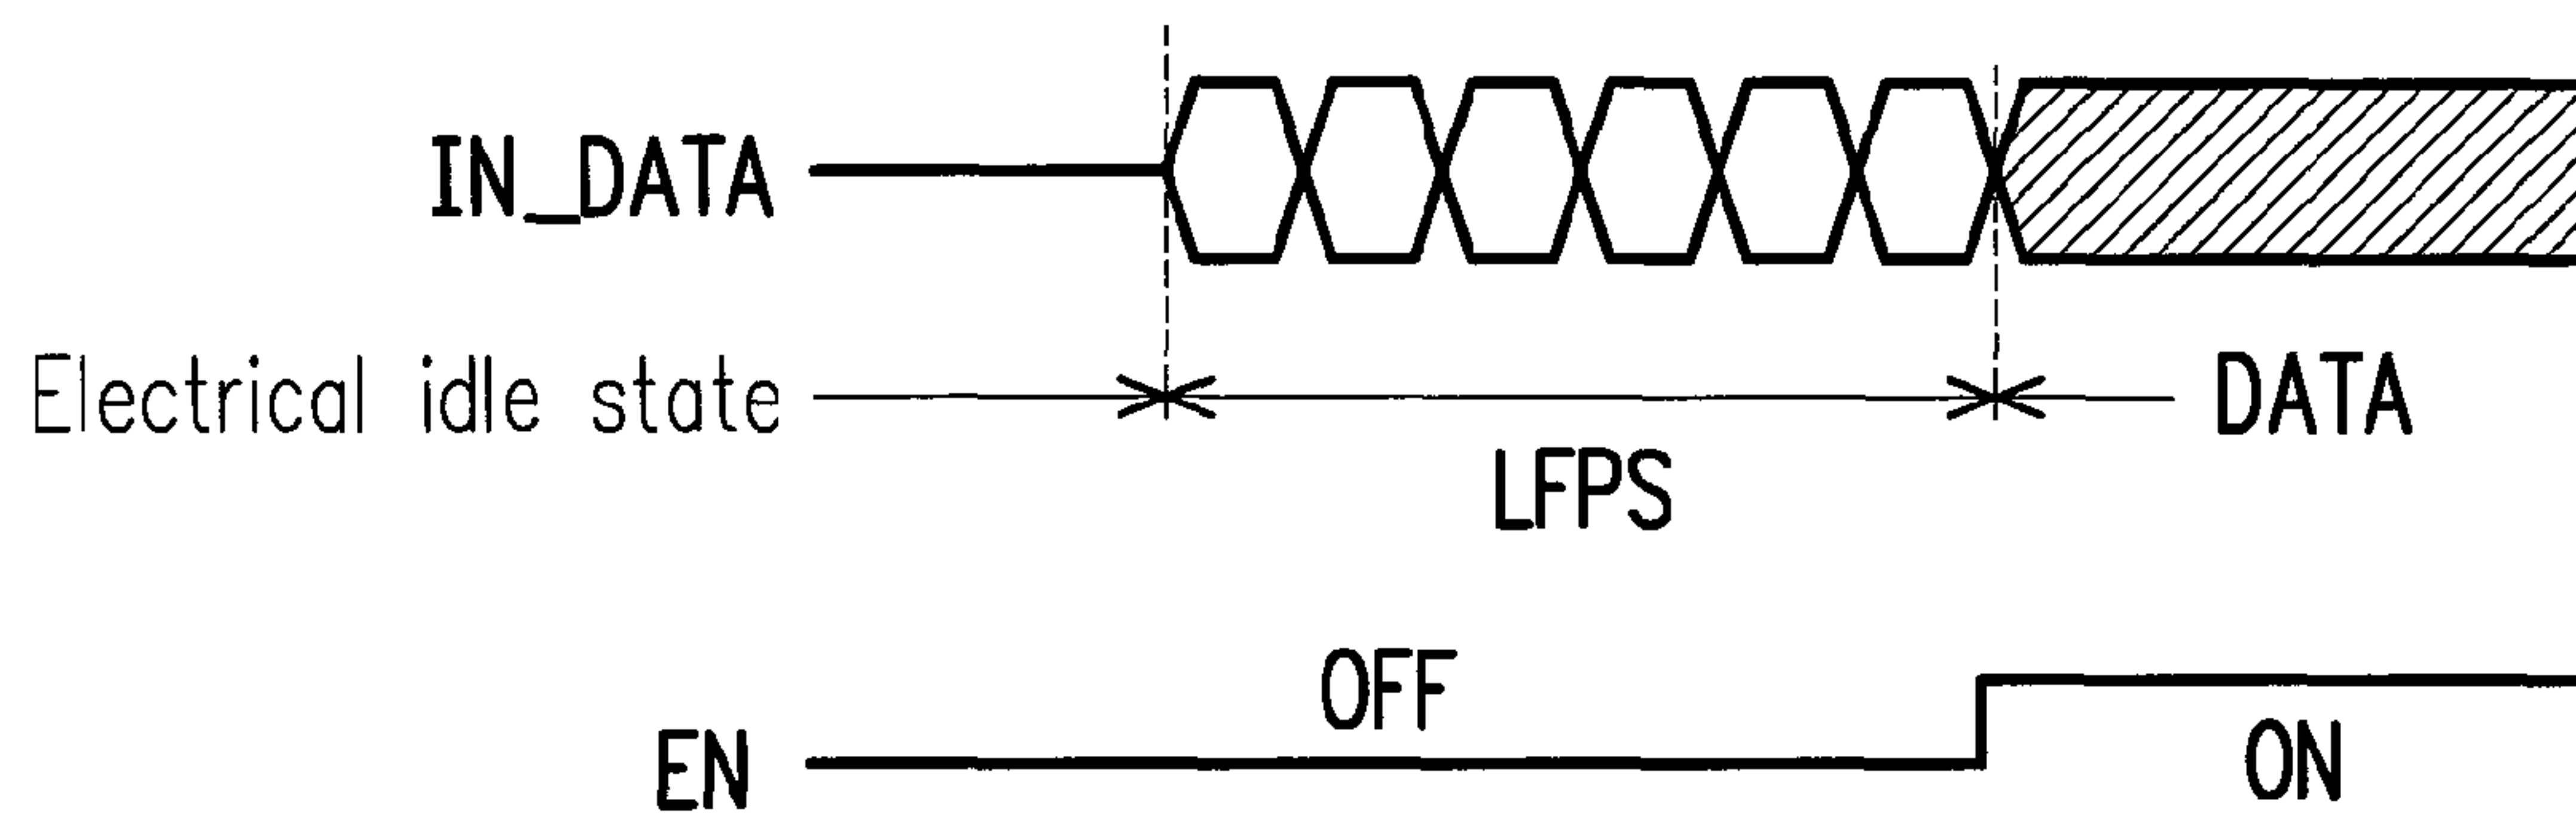 IN_DATA
Electrical idle state
DATA
LFPS
OFF
EN
ON